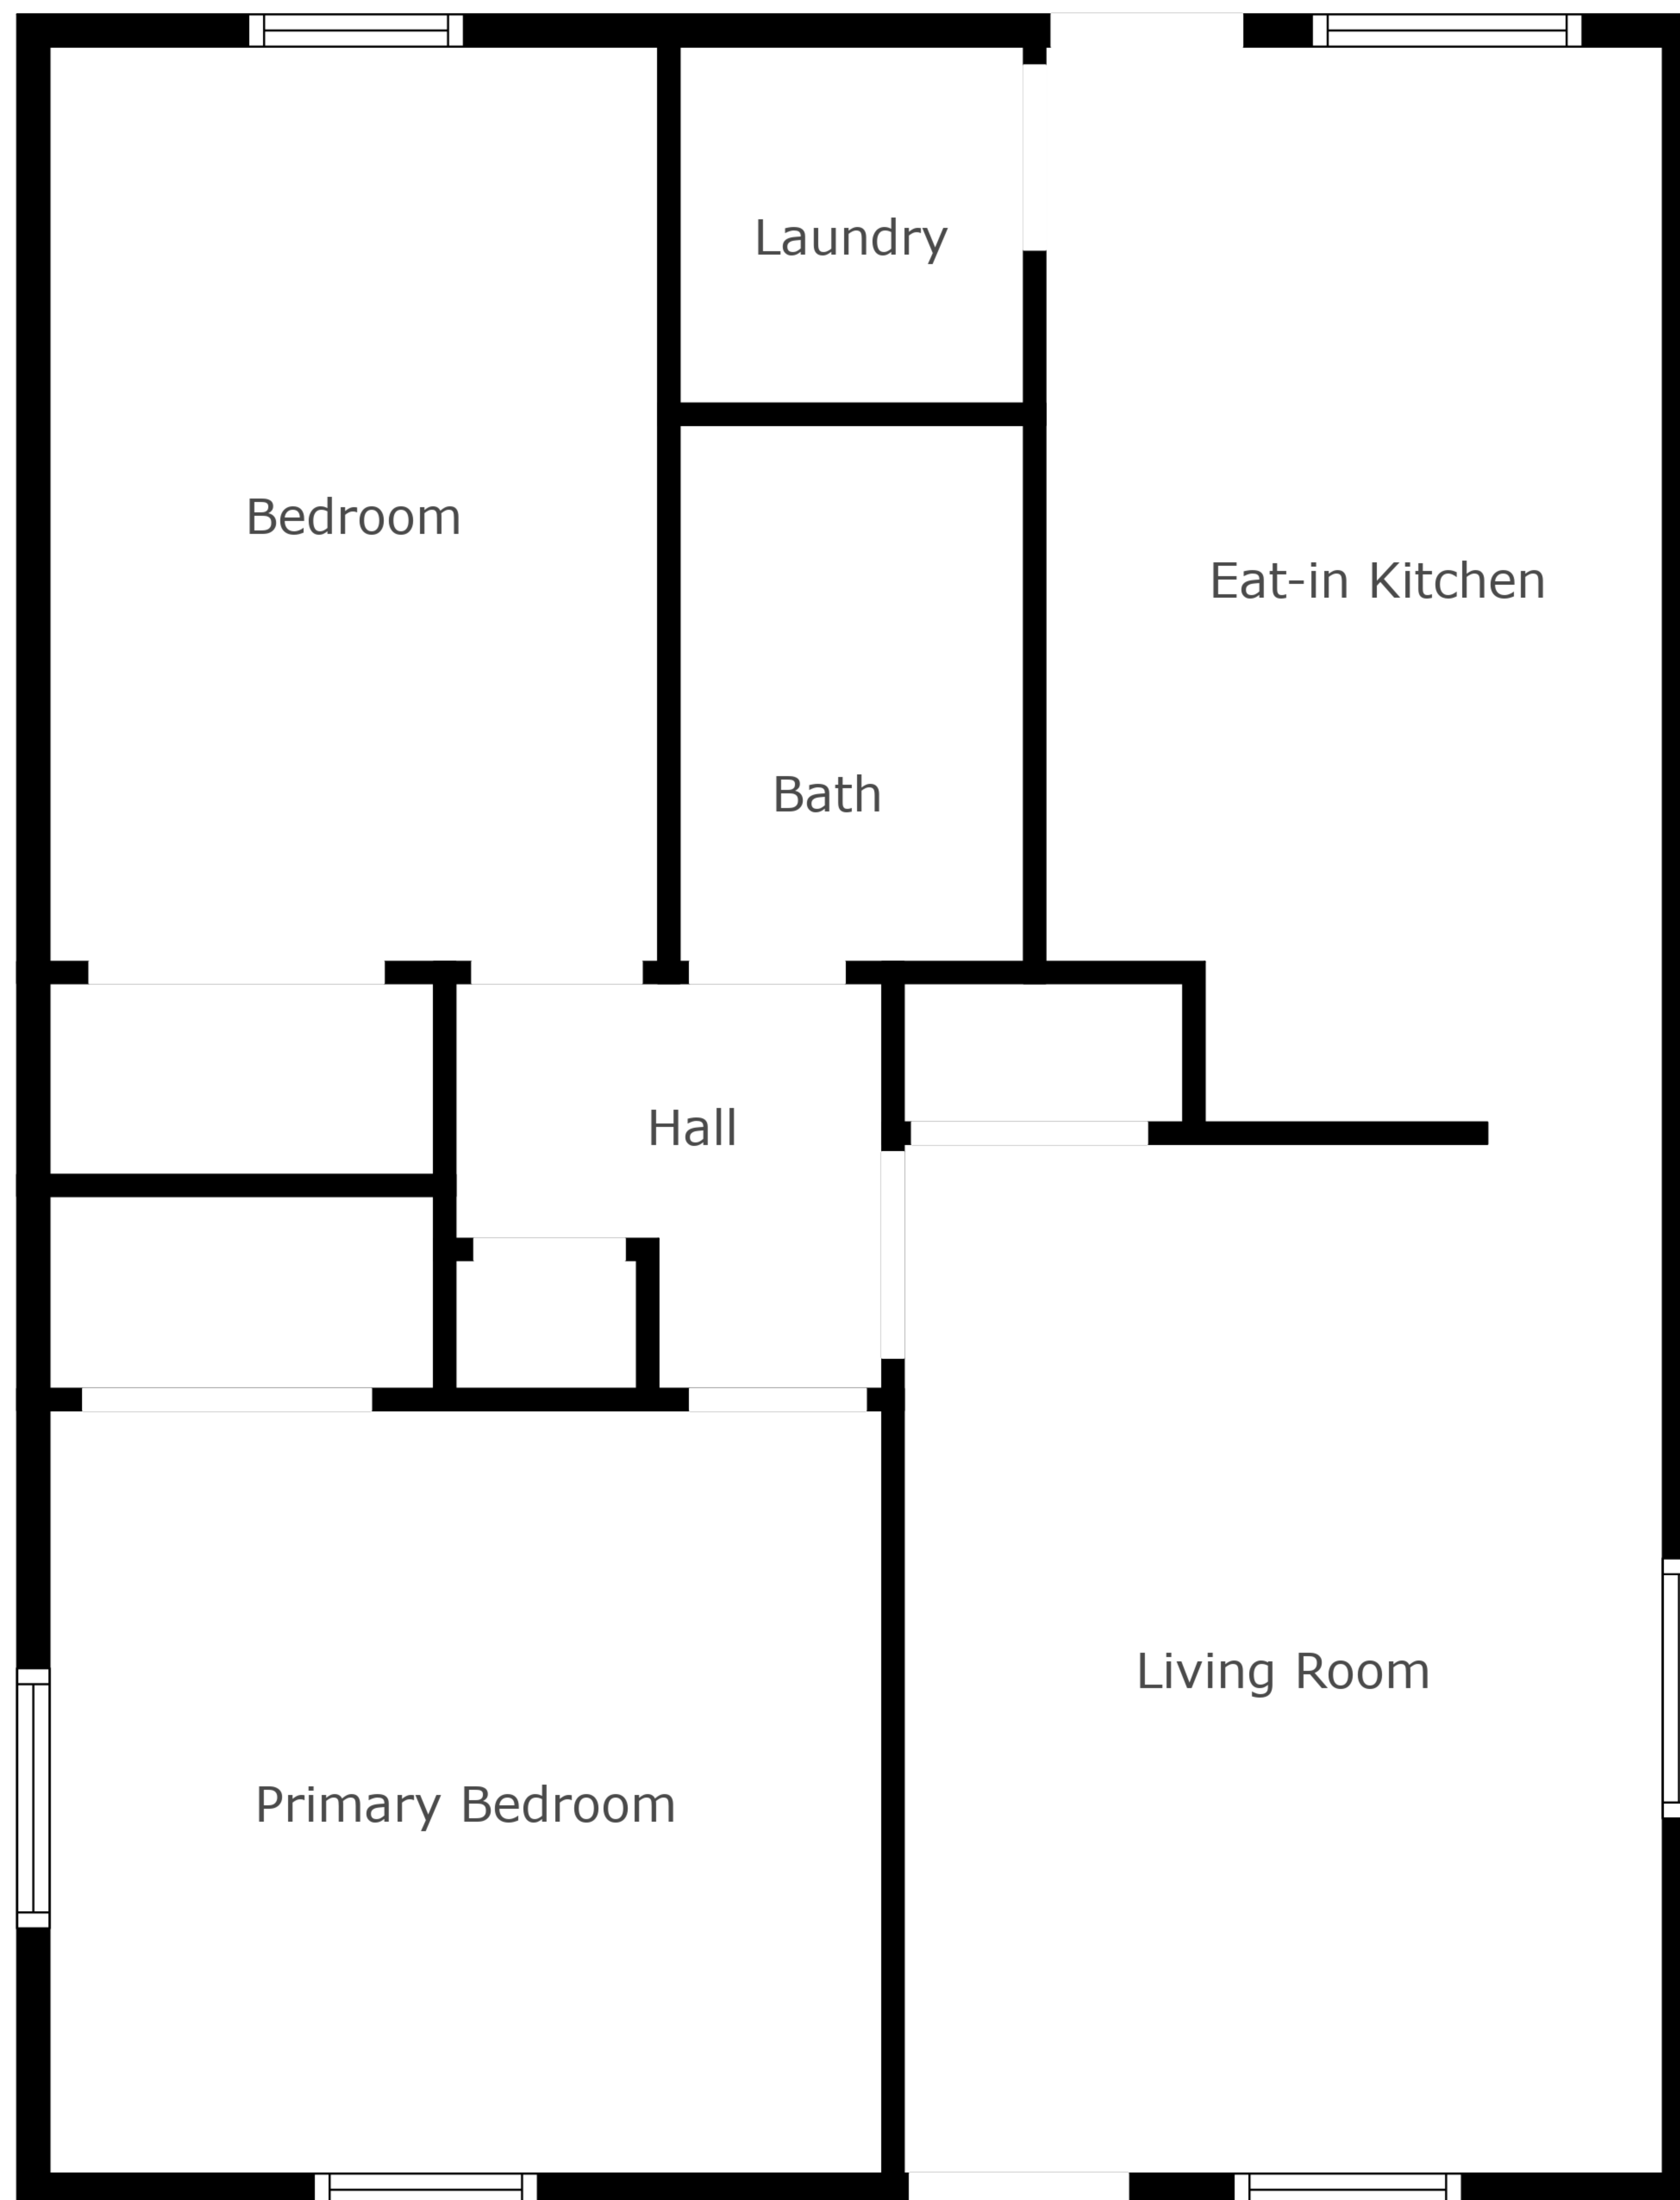 Laundry
Bedroom
Eat-in Kitchen
Bath
Hall
Living Room
Primary Bedroom